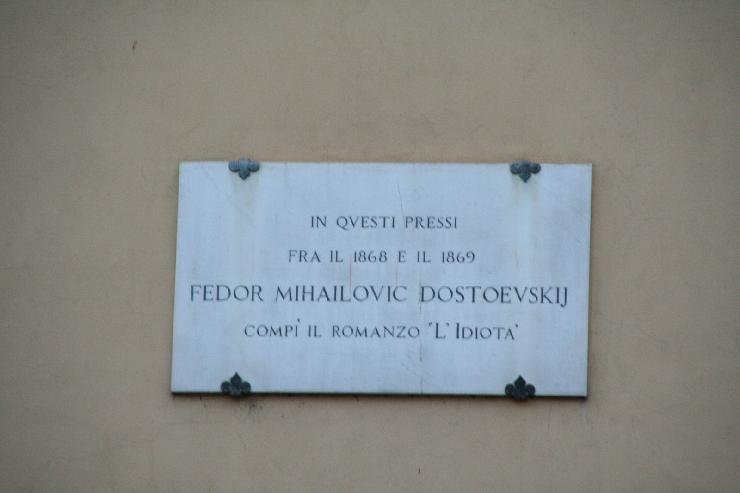 IN QVESTI PRESSI
FRA IL 1868 E IL 1869
FEDOR MIHAILOVIC DOSTOEVSKIJ
COMPÌ IL ROMANZO "L'IDIOTA"